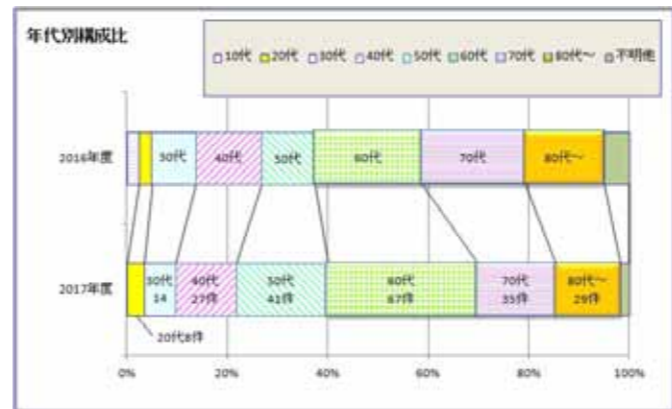 年代別構成比
10代 20代 30代 40代 50代 60代 70代 80代～ 不明他
2016年度
30代 40代 50代 60代 70代 80代～
2017年度
30代 40代 50代 60代 70代 80代～
14 27件 41件 67件 35件 29件
20代8件
0% 20% 40% 60% 80% 100%